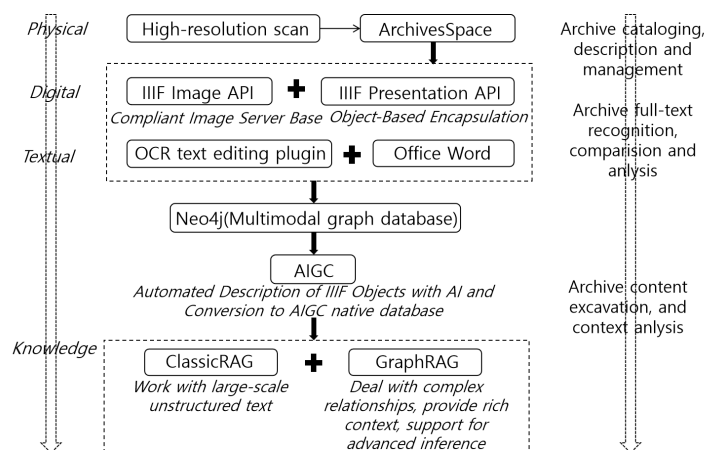 Physical
High-resolution scan
ArchivesSpace
Archive cataloging,
description and
management
Digital
IIIF Image API
IIIF Presentation API
Compliant Image Server Base
Object-Based Encapsulation
Archive full-text
recognition,
comparision and
anlysis
Textual
OCR text editing plugin
Office Word
Neo4j(Multimodal graph database)
AIGC
Automated Description of IIIF Objects with AI and
Conversion to AIGC native database
Archive content
excavation, and
context anlysis
Knowledge
ClassicRAG
GraphRAG
Work with large-scale
unstructured text
Deal with complex
relationships, provide rich
context, support for
advanced inference